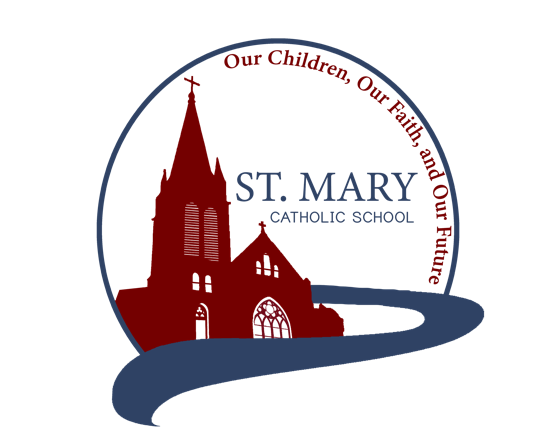 Our Children, Our Faith, and Our Future
ST. MARY
CATHOLIC SCHOOL